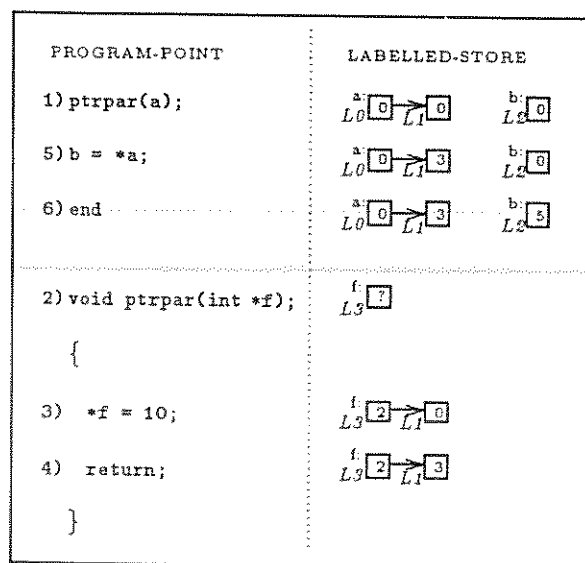 PROGRAM-POINT LABELLED-STORE
1) ptrpar(a); a: L0 0 L1 0 b: L2 0
5) b = *a; a: L0 0 L1 3 b: L2 0
6) end a: L0 0 L1 3 b: L2 5
2) void ptrpar(int *f); f: L3 ?
{
3) *f = 10; f: L3 2 L1 0
4) return; f: L3 2 L1 3
}